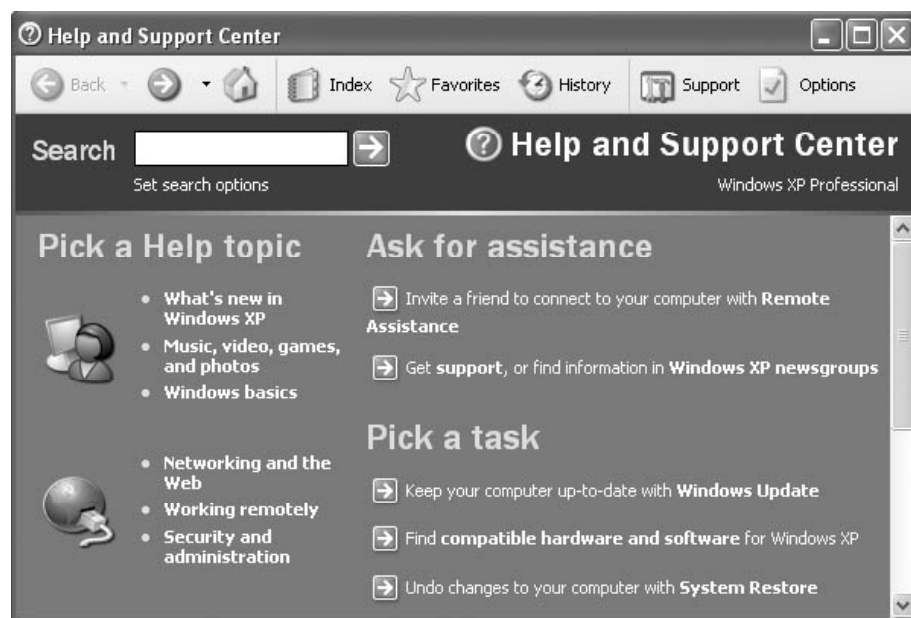 Help and Support Center
Back
Index
Favorites
History
Support
Options
Search
Set search options
Help and Support Center
Windows XP Professional
Pick a Help topic
What's new in
Windows XP
Music, video, games,
and photos
Windows basics
Networking and the
Web
Working remotely
Security and
administration
Ask for assistance
Invite a friend to connect to your computer with Remote
Assistance
Get support, or find information in Windows XP newsgroups
Pick a task
Keep your computer up-to-date with Windows Update
Find compatible hardware and software for Windows XP
Undo changes to your computer with System Restore